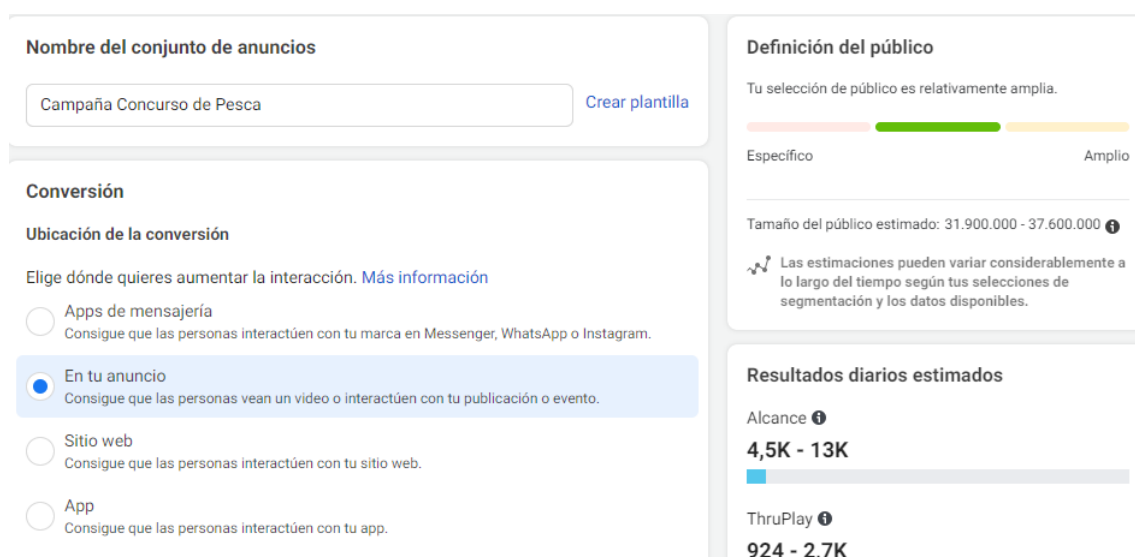 Nombre del conjunto de anuncios
Campaña Concurso de Pesca
Crear plantilla
Conversión
Ubicación de la conversión
Elige dónde quieres aumentar la interacción. Más información
Apps de mensajería
Consigue que las personas interactúen con tu marca en Messenger, WhatsApp o Instagram.
En tu anuncio
Consigue que las personas vean un video o interactúen con tu publicación o evento.
Sitio web
Consigue que las personas interactúen con tu sitio web.
App
Consigue que las personas interactúen con tu app.
Definición del público
Tu selección de público es relativamente amplia.
Específico
Amplio
Tamaño del público estimado: 31.900.000 - 37.600.000
Las estimaciones pueden variar considerablemente a
lo largo del tiempo según tus selecciones de
segmentación y los datos disponibles.
Resultados diarios estimados
Alcance
4,5K - 13K
ThruPlay
924 - 2,7K